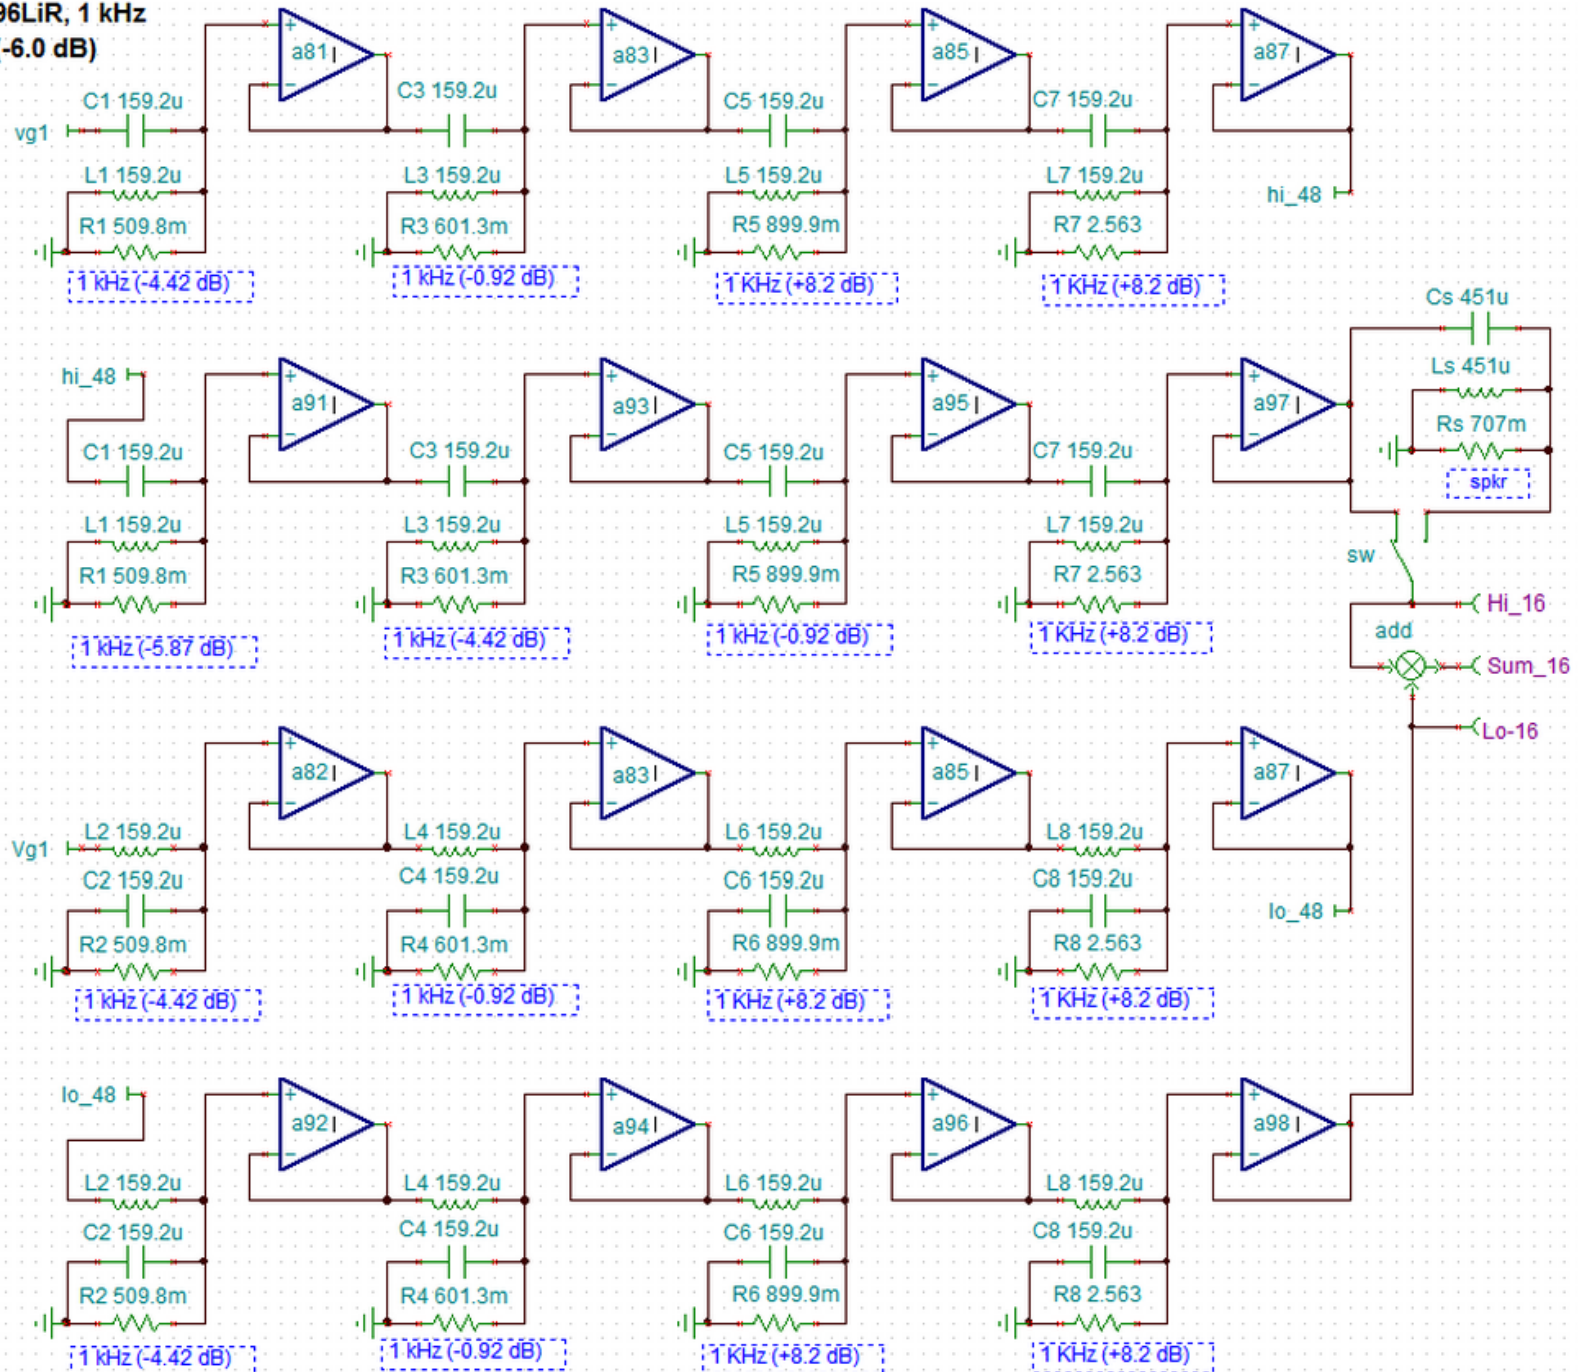 96LiR, 1 kHz
(-6.0 dB)
a81 a83 a85 a87
C1 159.2u C3 159.2u C5 159.2u C7 159.2u
vg1
L1 159.2u L3 159.2u L5 159.2u L7 159.2u
hi_48
R1 509.8m R3 601.3m R5 899.9m R7 2.563
1 kHz (-4.42 dB) 1 kHz (-0.92 dB) 1 KHz (+8.2 dB) 1 KHz (+8.2 dB)
Cs 451u
Ls 451u
Rs 707m
spkr
hi_48
a91 a93 a95 a97
C1 159.2u C3 159.2u C5 159.2u C7 159.2u
L1 159.2u L3 159.2u L5 159.2u L7 159.2u
sw
R1 509.8m R3 601.3m R5 899.9m R7 2.563
Hi_16
1 kHz (-5.87 dB) 1 kHz (-4.42 dB) 1 kHz (-0.92 dB) 1 KHz (+8.2 dB)
add
Sum_16
Lo-16
a82 a83 a85 a87
Vg1
L2 159.2u L4 159.2u L6 159.2u L8 159.2u
C2 159.2u C4 159.2u C6 159.2u C8 159.2u
lo_48
R2 509.8m R4 601.3m R6 899.9m R8 2.563
1 kHz (-4.42 dB) 1 kHz (-0.92 dB) 1 KHz (+8.2 dB) 1 KHz (+8.2 dB)
lo_48
a92 a94 a96 a98
L2 159.2u L4 159.2u L6 159.2u L8 159.2u
C2 159.2u C4 159.2u C6 159.2u C8 159.2u
R2 509.8m R4 601.3m R6 899.9m R8 2.563
1 kHz (-4.42 dB) 1 kHz (-0.92 dB) 1 KHz (+8.2 dB) 1 KHz (+8.2 dB)